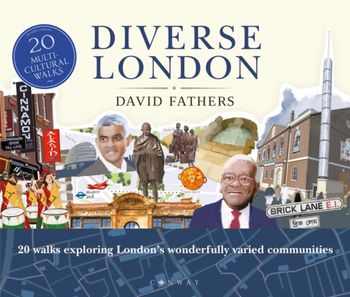 20
MULTI-
CULTURAL
WALKS
DIVERSE
LONDON
DAVID FATHERS
CINNAMON
BRICK LANE E.1.
20 walks exploring London's wonderfully varied communities
CONWAY